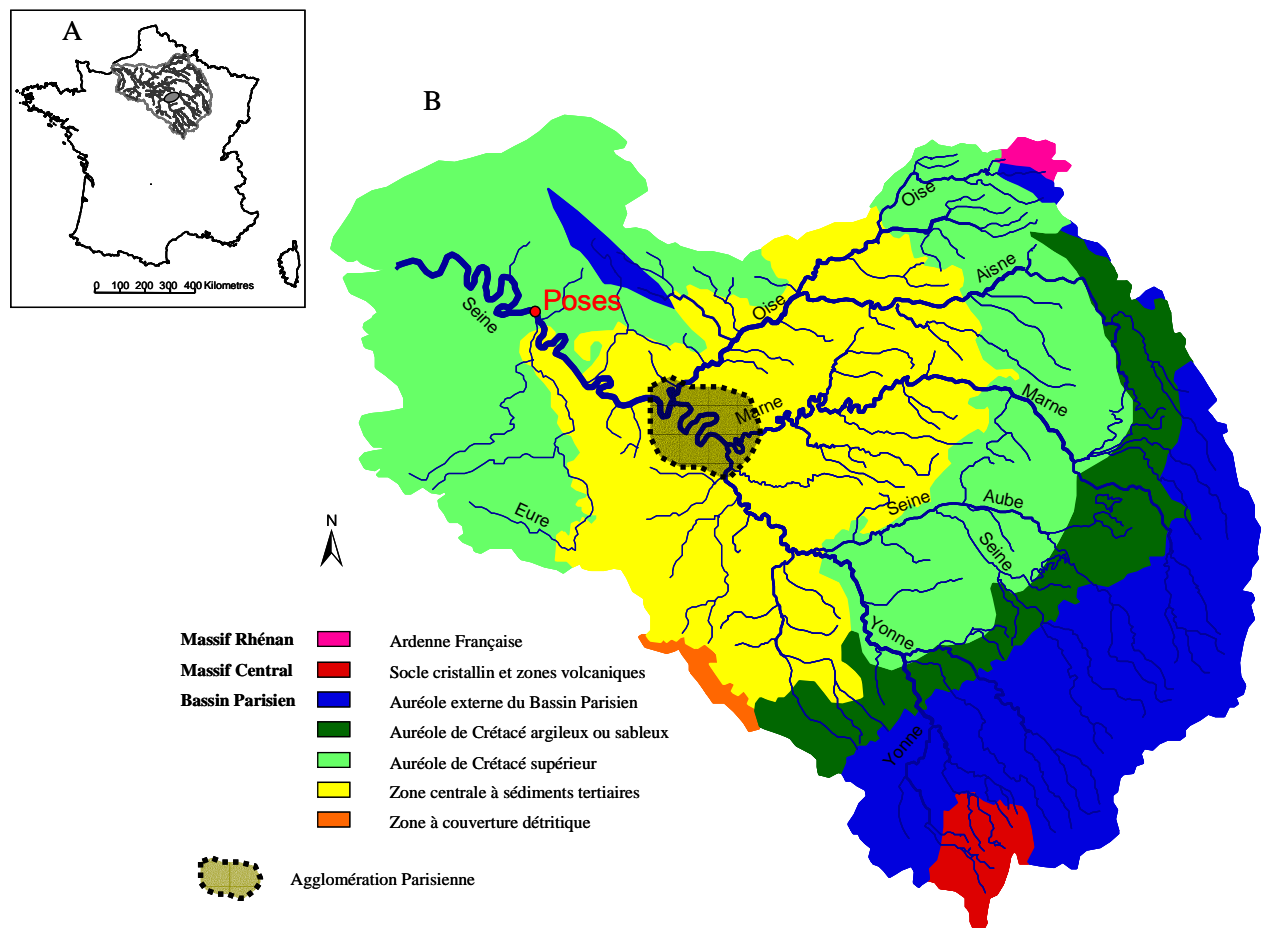 A
0 100 200 300 400 Kilometres
B
Oise
Aisne
Poses
Seine
Oise
Marne
Marne
Seine
Aube
Eure
Seine
N
Yonne
Yonne
Massif Rhénan Ardenne Française
Massif Central Socle cristallin et zones volcaniques
Bassin Parisien Auréole externe du Bassin Parisien
Auréole de Crétacé argileux ou sableux
Auréole de Crétacé supérieur
Zone centrale à sédiments tertiaires
Zone à couverture détritique
Agglomération Parisienne